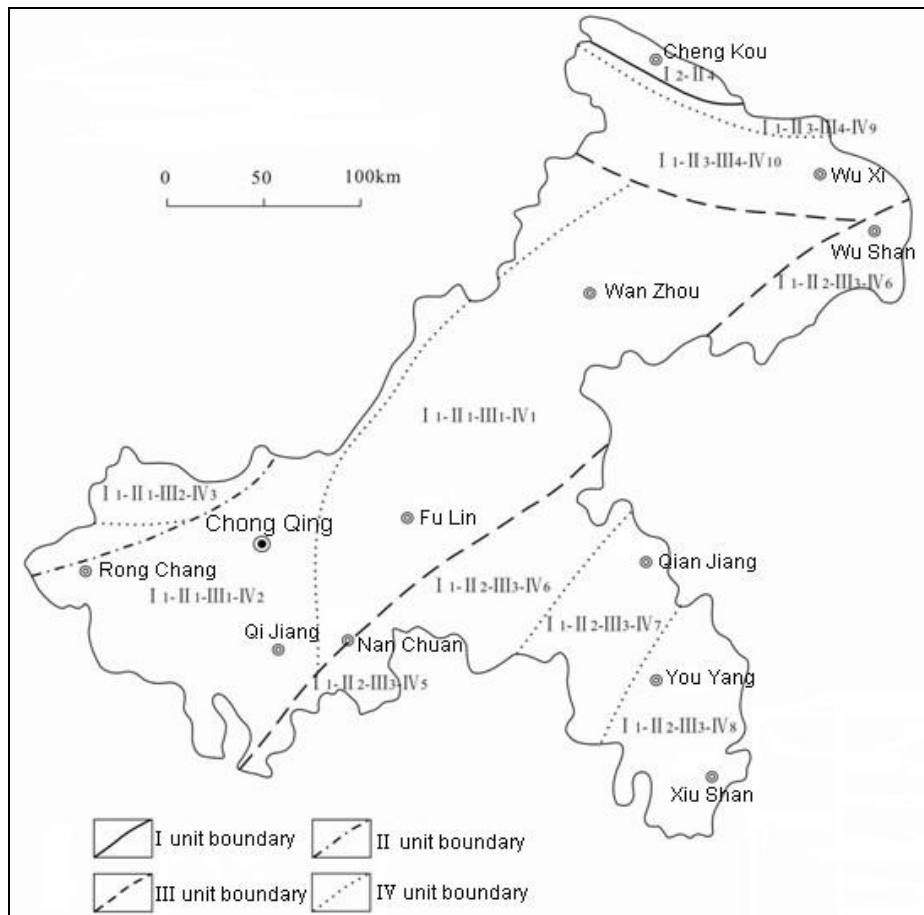 Cheng Kou
I 2-II 4
I 1-II 3-III4-IV9
I 1-II 3-III4-IV10
0 50 100km
Wu Xi
Wu Shan
I 1-II 2-III3-IV6
Wan Zhou
I 1-II 1-III1-IV1
I 1-II 1-III2-IV3
Chong Qing
Fu Lin
Rong Chang
Qian Jiang
I 1-II 1-III1-IV2
I 1-II 2-III3-IV6
Qi Jiang
Nan Chuan
I 1-II 2-III3-IV7
I 1-II 2-III3-IV5
You Yang
I 1-II 2-III3-IV8
Xiu Shan
I unit boundary
II unit boundary
III unit boundary
IV unit boundary